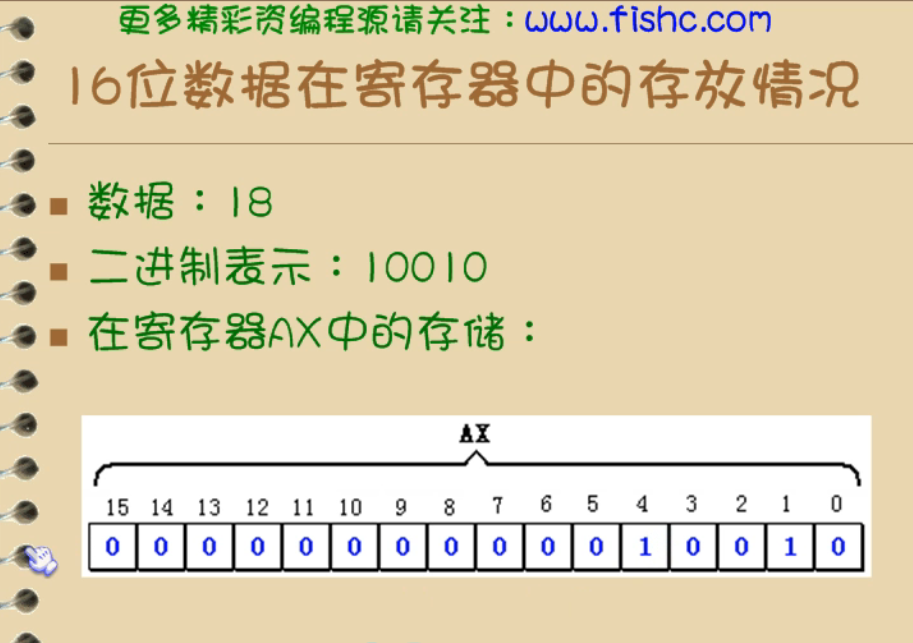 更多精彩资编程源请关注：www.fishc.com
16位数据在寄存器中的存放情况
数据：18
二进制表示：10010
在寄存器AX中的存储：
AX
15 14 13 12 11 10 9 8 7 6 5 4 3 2 1 0
0 0 0 0 0 0 0 0 0 0 0 1 0 0 1 0